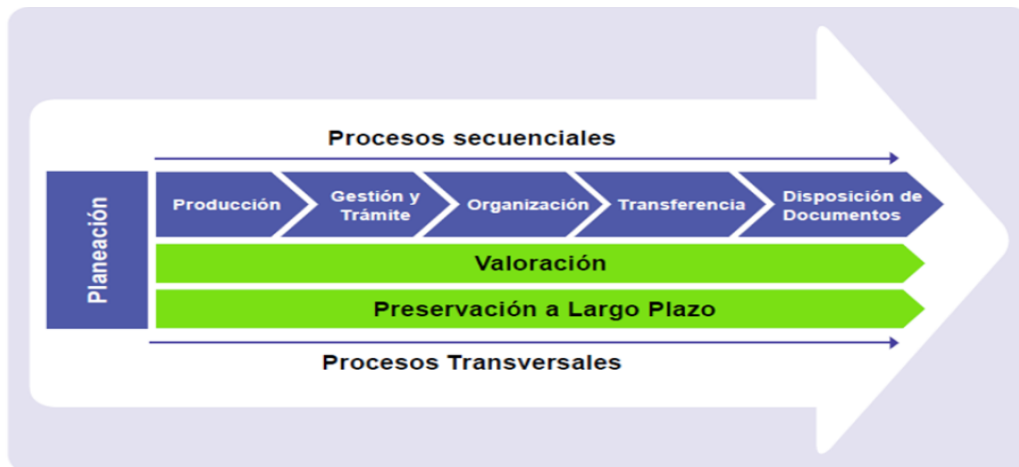 Procesos secuenciales
Planeación
Producción
Gestión y
Trámite
Organización
Transferencia
Disposición de
Documentos
Valoración
Preservación a Largo Plazo
Procesos Transversales